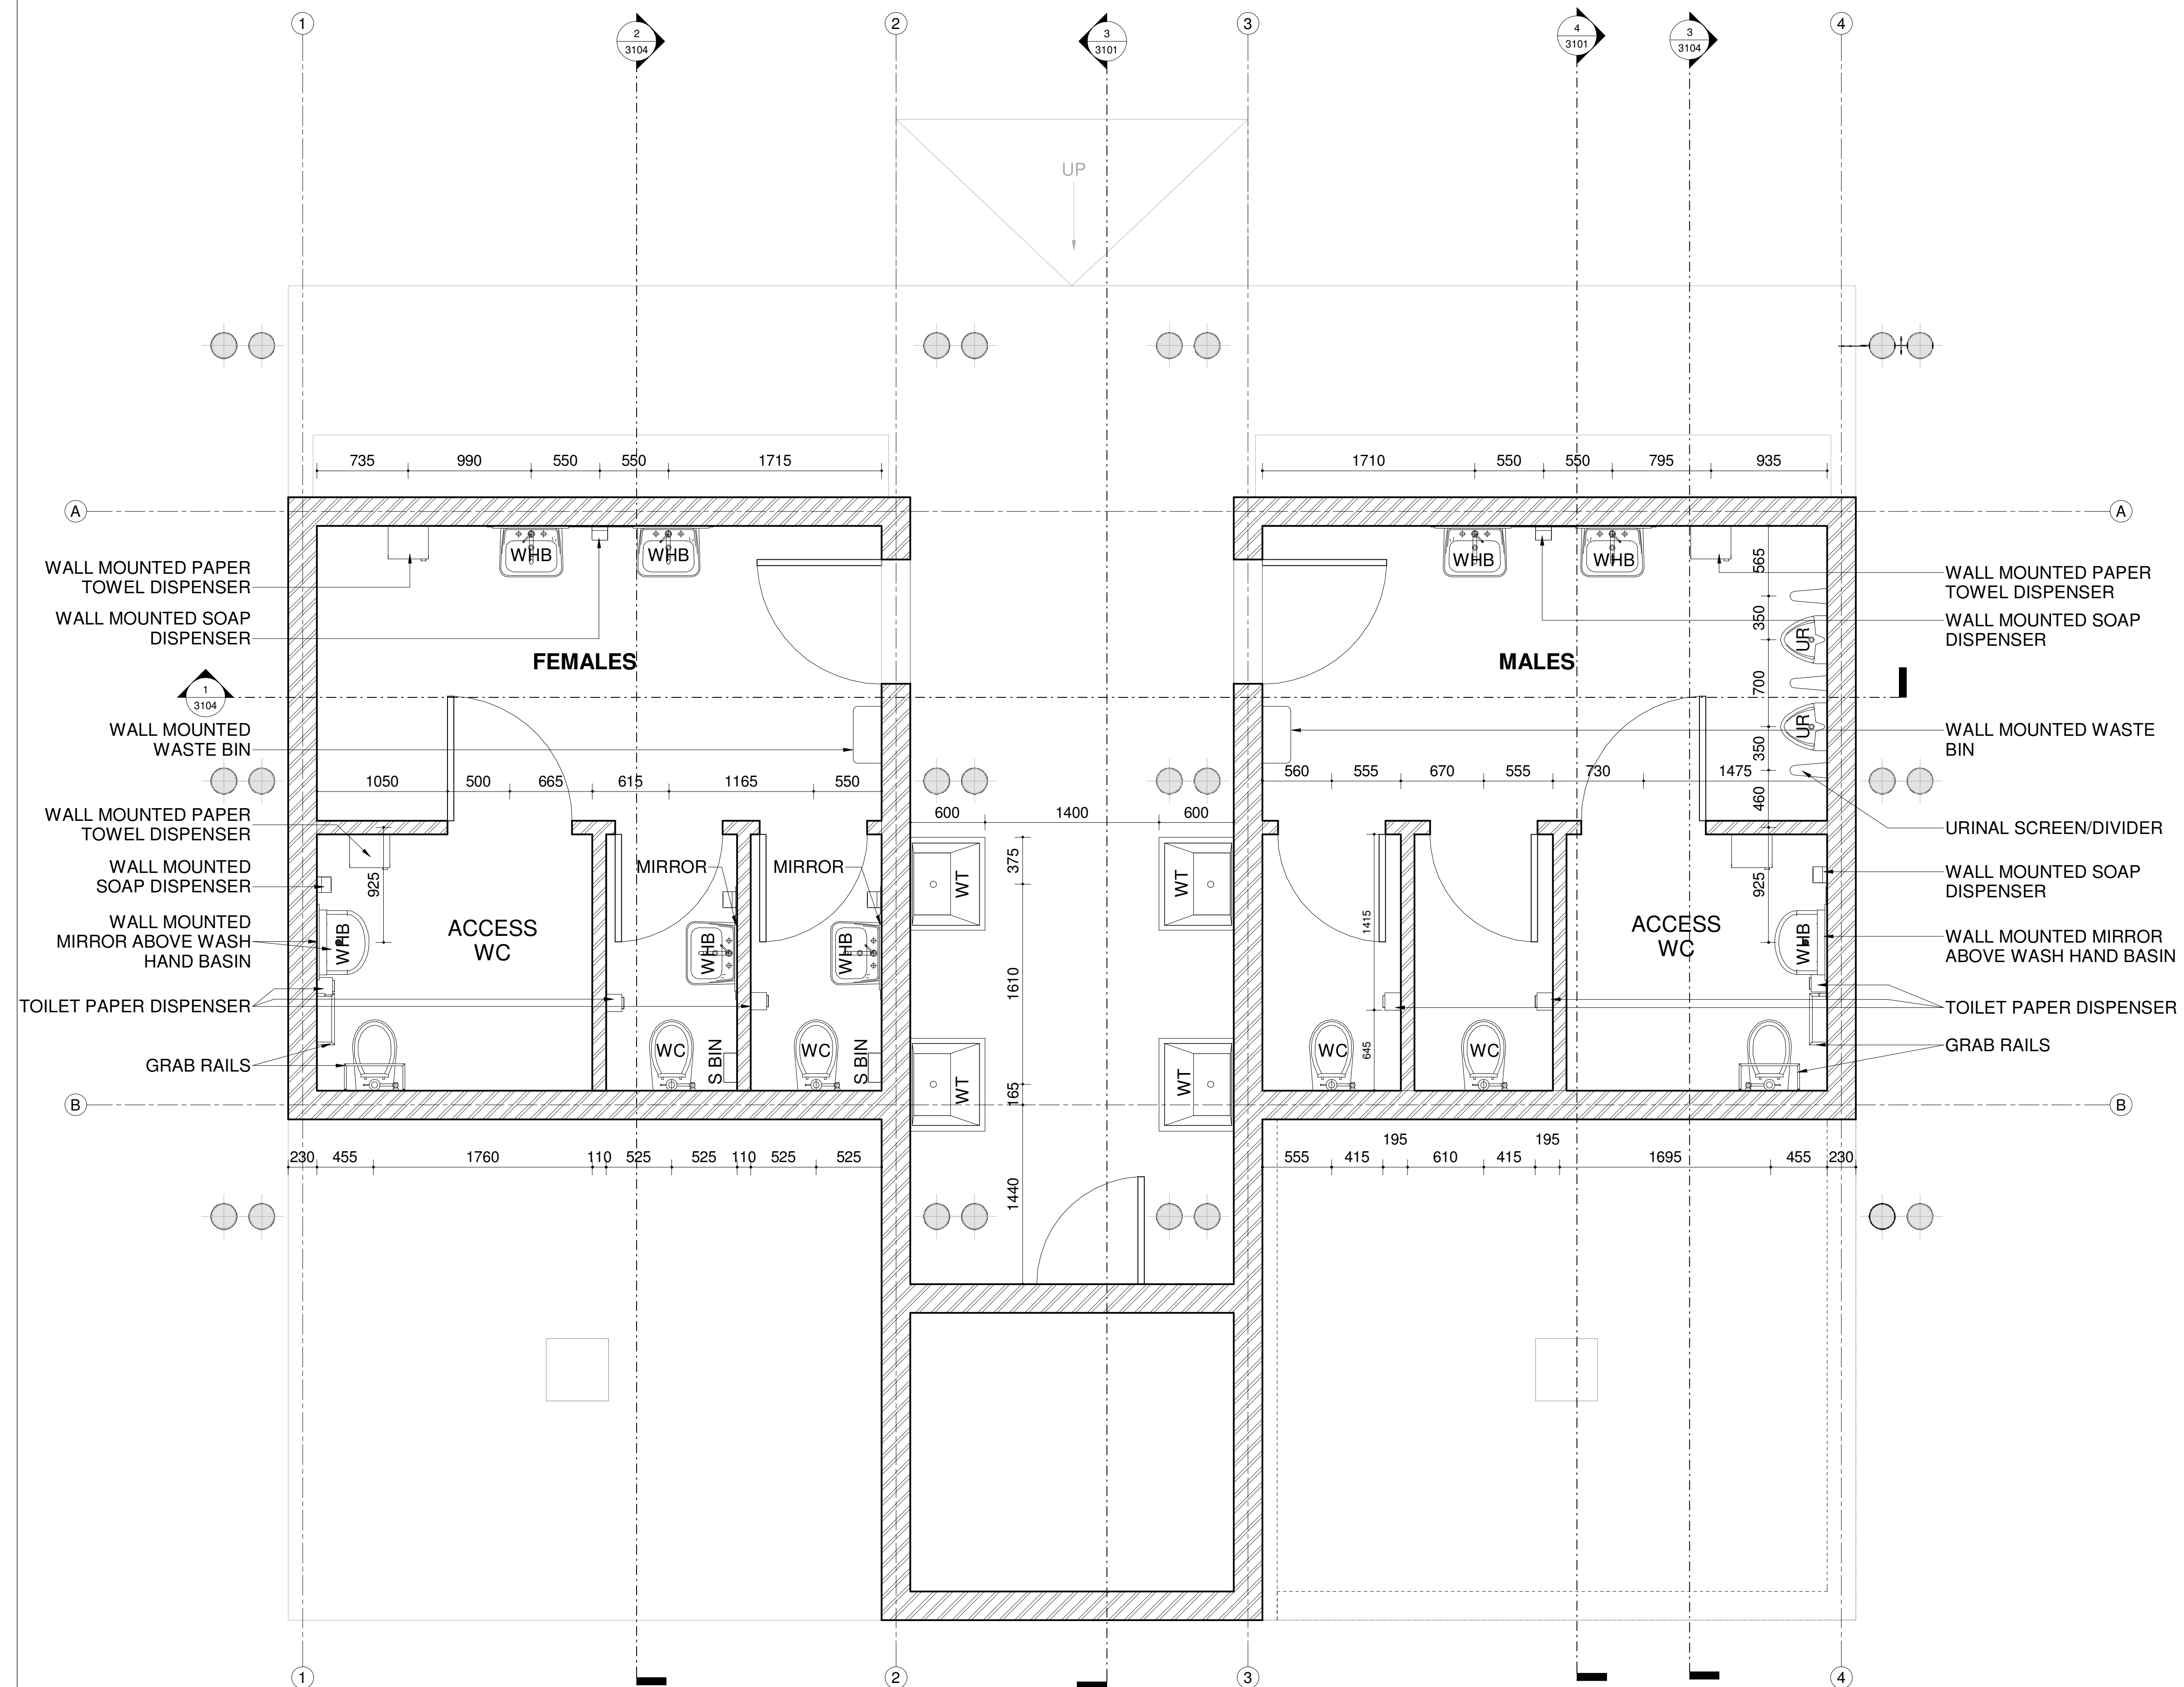 1
2
3104
2
3
3101
3
4
3101
3
3104
4
UP
735
990
550
550
1715
1710
550
550
795
935
A
A
WHB
WHB
WHB
WHB
WALL MOUNTED PAPER
TOWEL DISPENSER
565
WALL MOUNTED PAPER
TOWEL DISPENSER
WALL MOUNTED SOAP
DISPENSER
350
UR
WALL MOUNTED SOAP
DISPENSER
FEMALES
MALES
1
3104
700
UR
WALL MOUNTED
WASTE BIN
350
WALL MOUNTED WASTE
BIN
1050
500
665
615
1165
550
560
555
670
555
730
1475
460
WALL MOUNTED PAPER
TOWEL DISPENSER
600
1400
600
URINAL SCREEN/DIVIDER
WALL MOUNTED
SOAP DISPENSER
925
MIRROR
MIRROR
WT
375
WT
925
WALL MOUNTED SOAP
DISPENSER
WALL MOUNTED
MIRROR ABOVE WASH
HAND BASIN
WHB
ACCESS
WC
WHB
WHB
1415
ACCESS
WC
WHB
WALL MOUNTED MIRROR
ABOVE WASH HAND BASIN
1610
TOILET PAPER DISPENSER
TOILET PAPER DISPENSER
GRAB RAILS
WC
S BIN
WC
S BIN
WT
165
WT
WC
645
WC
GRAB RAILS
B
B
230
455
1760
110
525
525
110
525
525
1440
195
195
555
415
610
415
1695
455
230
1
2
3
4